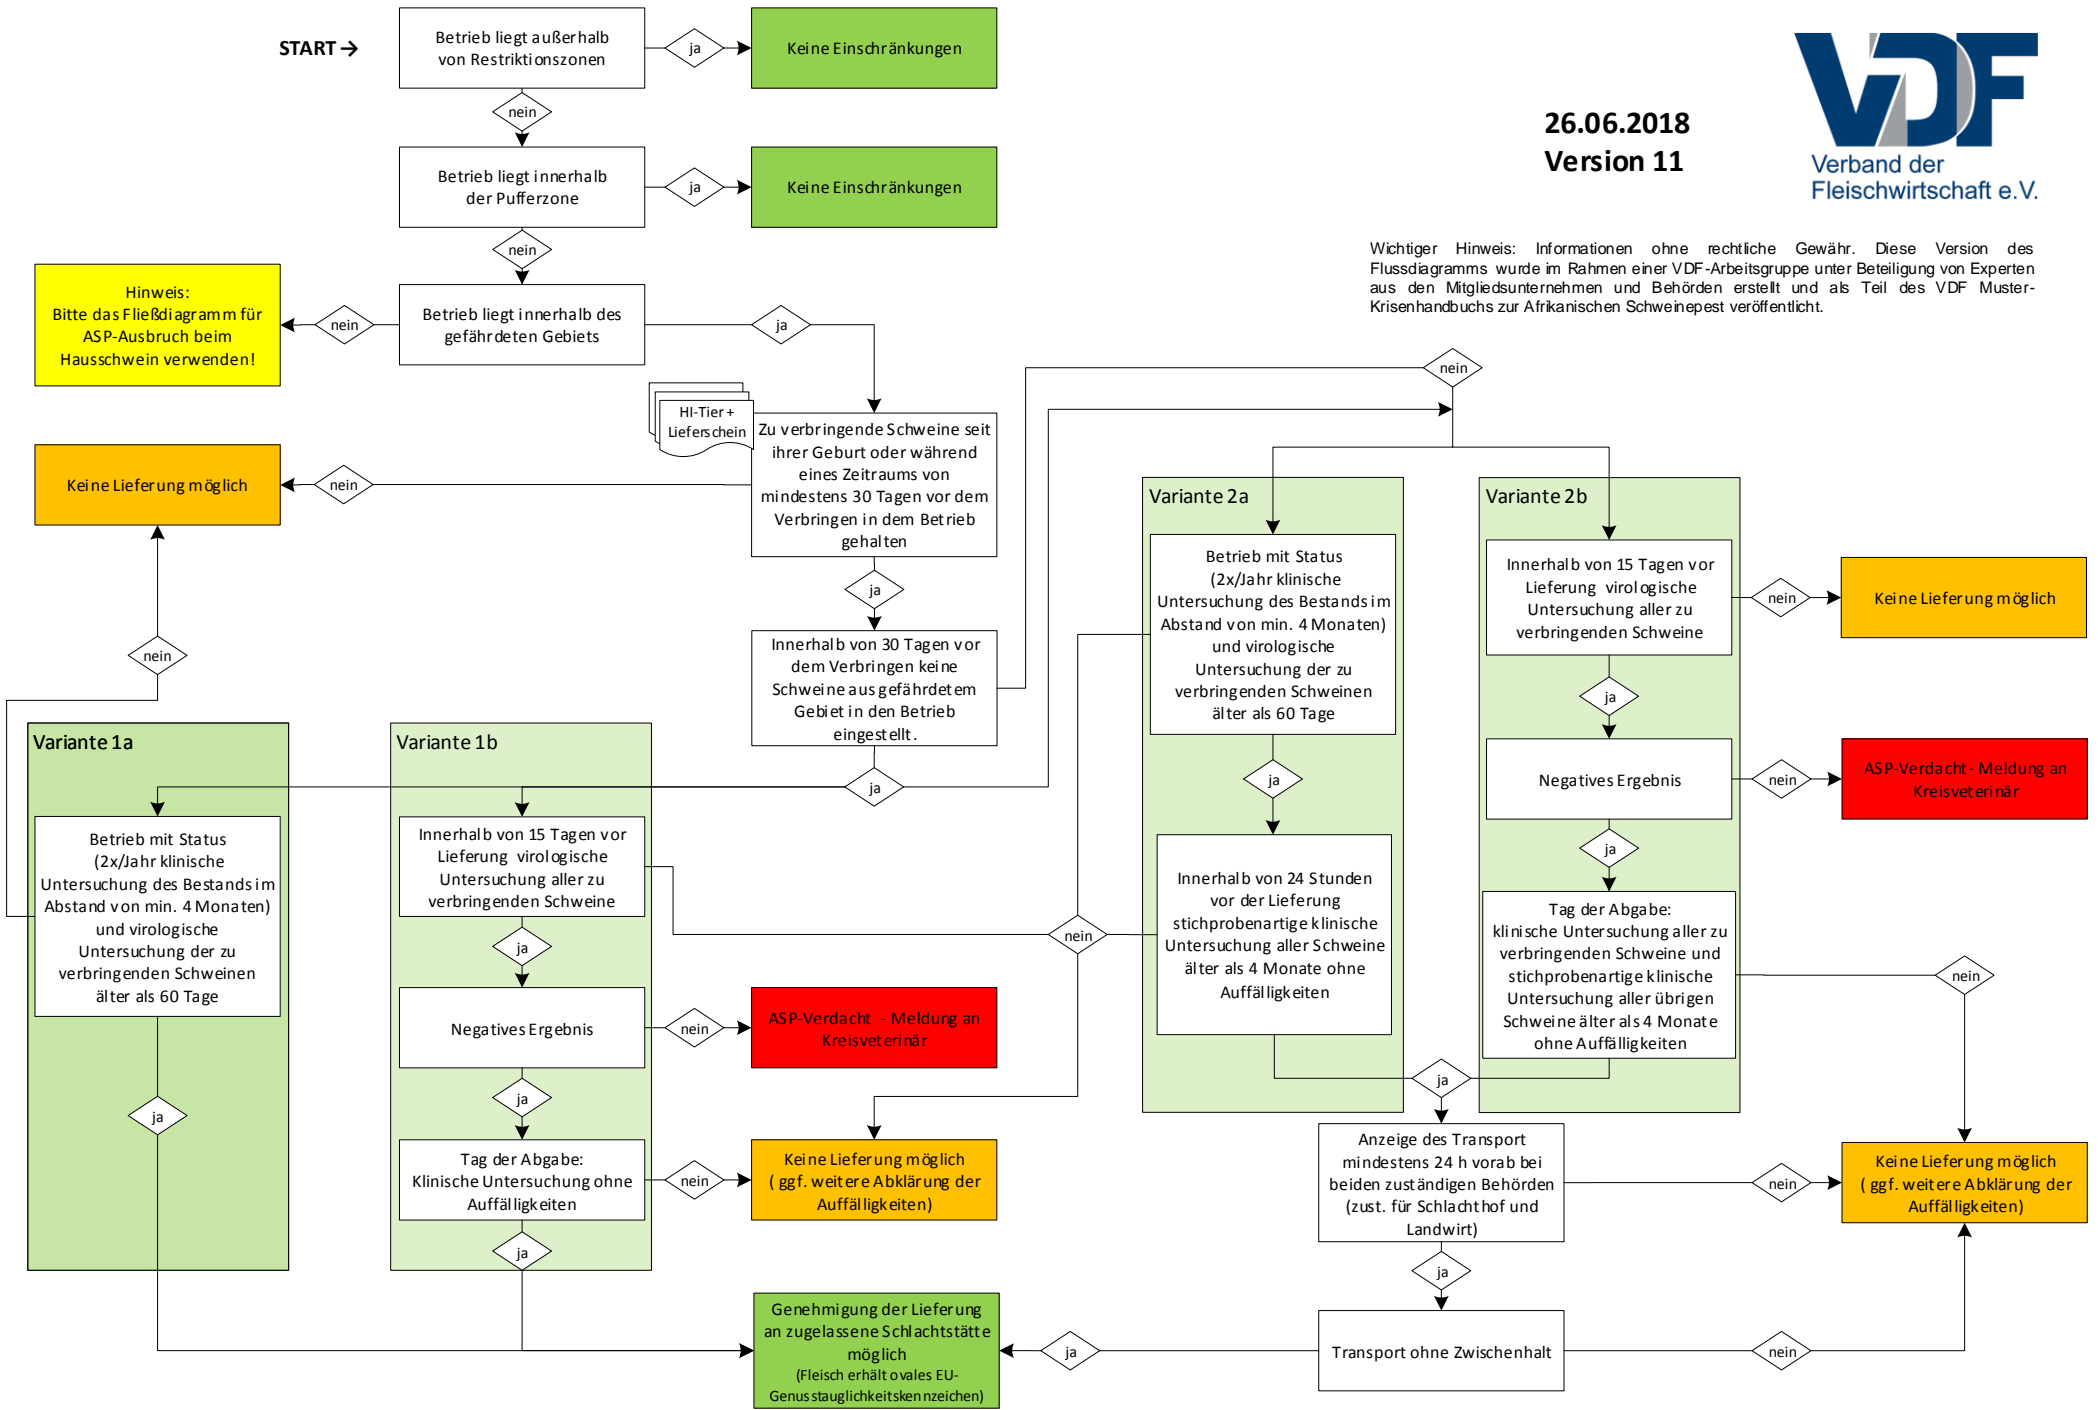 START →
Betrieb liegt außerhalb
von Restriktionszonen
ja
Keine Einschränkungen
nein
Betrieb liegt innerhalb
der Pufferzone
ja
Keine Einschränkungen
nein
Betrieb liegt innerhalb des
gefährdeten Gebiets
nein
Hinweis:
Bitte das Fließdiagramm für
ASP-Ausbruch beim
Hausschwein verwenden!
ja
26.06.2018
Version 11
VDF
Verband der
Fleischwirtschaft e.V.
Wichtiger Hinweis: Informationen ohne rechtliche Gewähr. Diese Version des
Flussdiagramms wurde im Rahmen einer VDF-Arbeitsgruppe unter Beteiligung von Experten
aus den Mitgliedsunternehmen und Behörden erstellt und als Teil des VDF Muster-
Krisenhandbuchs zur Afrikanischen Schweinepest veröffentlicht.
HI-Tier +
Lieferschein
Zu verbringende Schweine seit
ihrer Geburt oder während
eines Zeitraums von
mindestens 30 Tagen vor dem
Verbringen in dem Betrieb
gehalten
nein
Keine Lieferung möglich
ja
Innerhalb von 30 Tagen vor
dem Verbringen keine
Schweine aus gefährdetem
Gebiet in den Betrieb
eingestellt.
nein
ja
nein
Variante 1a
Betrieb mit Status
(2x/Jahr klinische
Untersuchung des Bestands im
Abstand von min. 4 Monaten)
und virologische
Untersuchung der zu
verbringenden Schweinen
älter als 60 Tage
ja
Variante 1b
Innerhalb von 15 Tagen vor
Lieferung virologische
Untersuchung aller zu
verbringenden Schweine
ja
Negatives Ergebnis
nein
ASP-Verdacht - Meldung an
Kreisveterinär
ja
Tag der Abgabe:
Klinische Untersuchung ohne
Auffälligkeiten
nein
Keine Lieferung möglich
( ggf. weitere Abklärung der
Auffälligkeiten)
ja
Variante 2a
Betrieb mit Status
(2x/Jahr klinische
Untersuchung des Bestands im
Abstand von min. 4 Monaten)
und virologische
Untersuchung der zu
verbringenden Schweinen
älter als 60 Tage
ja
nein
Innerhalb von 24 Stunden
vor der Lieferung
stichprobenartige klinische
Untersuchung aller Schweine
älter als 4 Monate ohne
Auffälligkeiten
Variante 2b
Innerhalb von 15 Tagen vor
Lieferung virologische
Untersuchung aller zu
verbringenden Schweine
nein
Keine Lieferung möglich
ja
Negatives Ergebnis
nein
ASP-Verdacht- Meldung an
Kreisveterinär
ja
Tag der Abgabe:
klinische Untersuchung aller zu
verbringenden Schweine und
stichprobenartige klinische
Untersuchung aller übrigen
Schweine älter als 4 Monate
ohne Auffälligkeiten
nein
ja
Anzeige des Transport
mindestens 24 h vorab bei
beiden zuständigen Behörden
(zust. für Schlachthof und
Landwirt)
nein
Keine Lieferung möglich
( ggf. weitere Abklärung der
Auffälligkeiten)
ja
Transport ohne Zwischenhalt
nein
ja
Genehmigung der Lieferung
an zugelassene Schlachtstätte
möglich
(Fleisch erhält ovales EU-
Genusstauglichkeitskennzeichen)